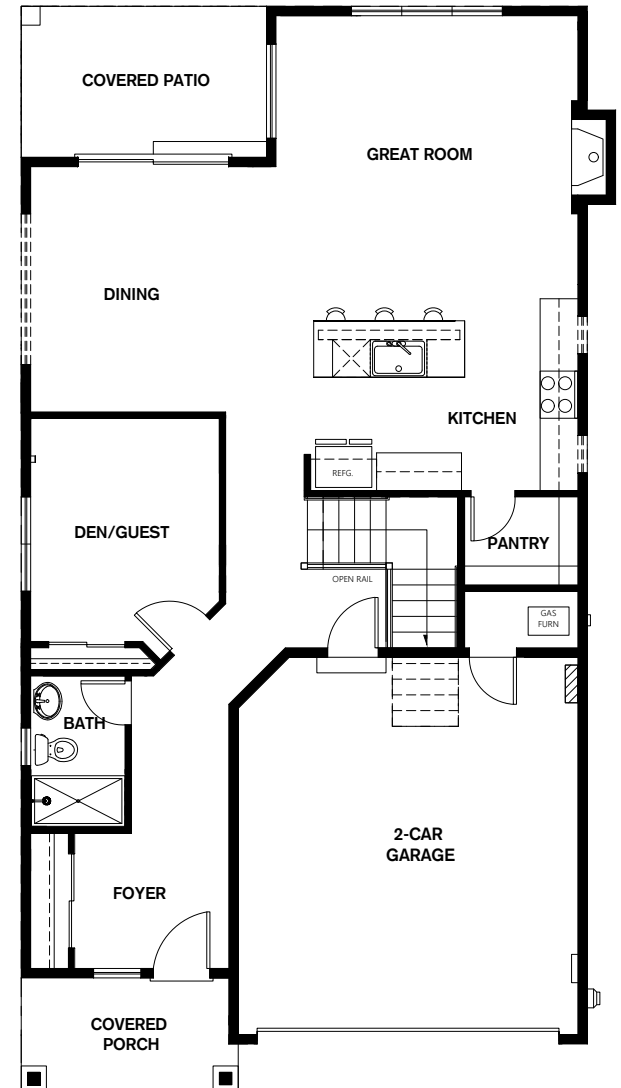 COVERED PATIO
GREAT ROOM
DINING
KITCHEN
REFG.
DEN/GUEST
PANTRY
OPEN RAIL
GAS
FURN
BATH
2-CAR
GARAGE
FOYER
COVERED
PORCH